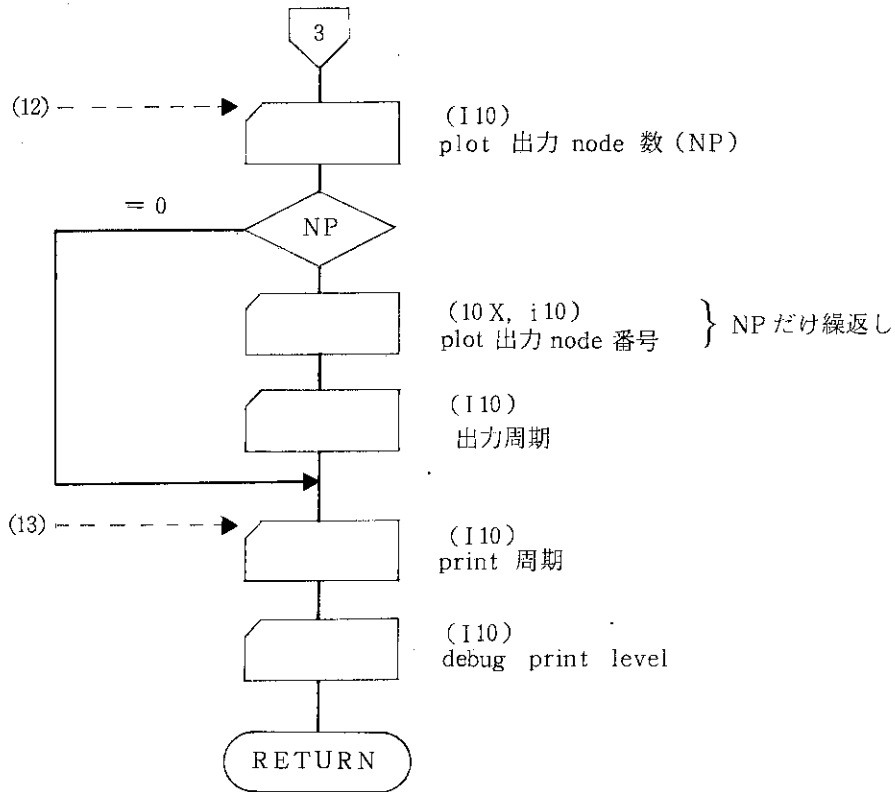 3
(12)
(I10)
plot 出力 node 数 (NP)
= 0
NP
(10X, i10)
plot 出力 node 番号
} NPだけ繰返し
(I10)
出力周期
(13)
(I10)
print 周期
(I10)
debug print level
RETURN